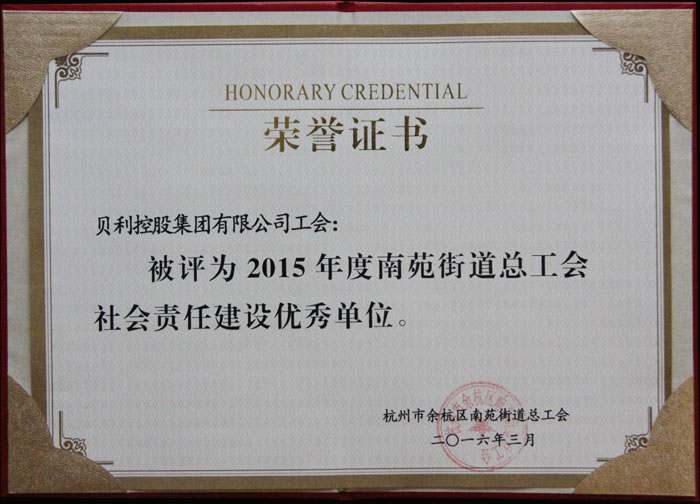 HONORARY CREDENTIAL
荣誉证书
贝利控股集团有限公司工会：
被评为2015年度南苑街道总工会
社会责任建设优秀单位。
杭州市余杭区南苑街道总工会
二〇一六年三月